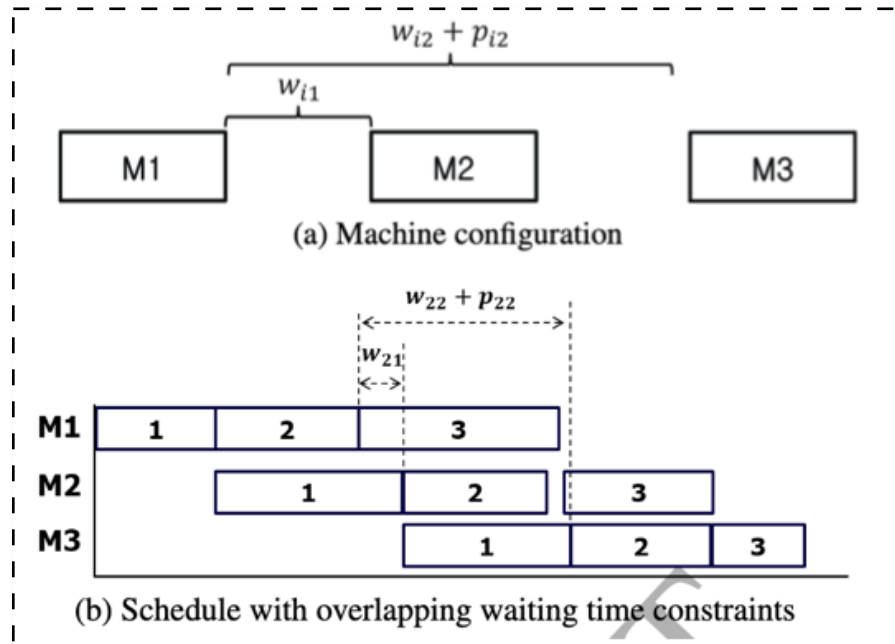 w_{i2} + p_{i2}
w_{i1}
M1 M2 M3
(a) Machine configuration
w_{22} + p_{22}
w_{21}
M1 1 2 3
M2 1 2 3
M3 1 2 3
(b) Schedule with overlapping waiting time constraints